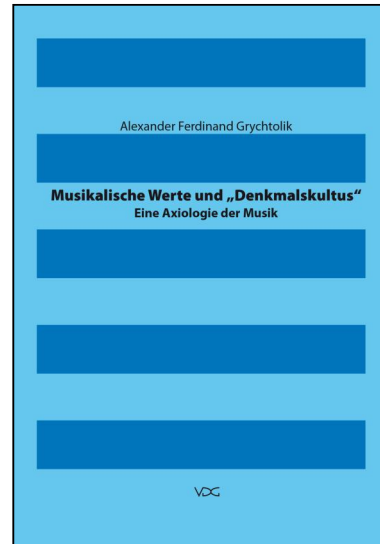 Alexander Ferdinand Grychtolik
Musikalische Werte und „Denkmalskultus“
Eine Axiologie der Musik
VDG